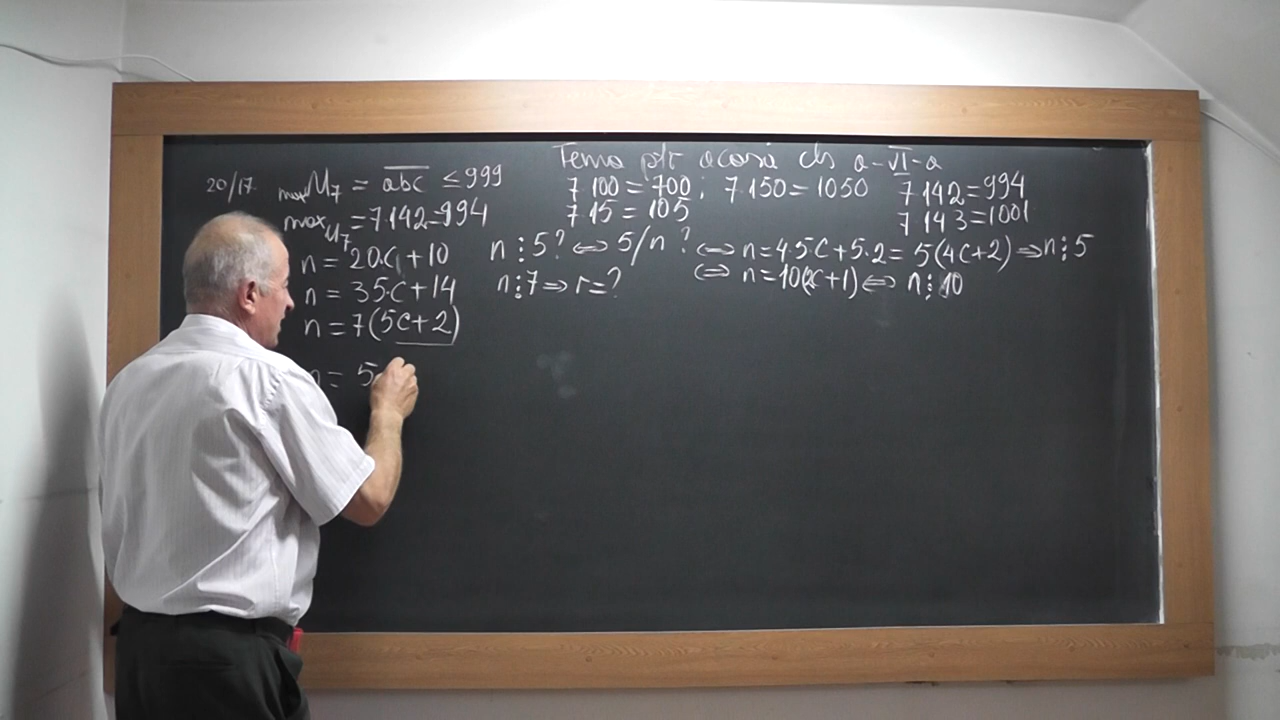 Tema ptr acasă cls a-VI-a
20/17. max M₇ = abc ≤ 999
7·100 = 700; 7·150 = 1050 7·142 = 994
max M₇ = 7·142 = 994
7·15 = 105 7·143 = 1001
n = 20·c + 10 n⋮5? ⇔ 5/n? ⇔ n = 4·5c + 5·2 = 5(4c+2) ⇒ n⋮5
n = 35·c + 14 n⋮7 ⇒ r = ? ⇔ n = 10(2c+1) ⇔ n⋮10
n = 7(5c+2)
= 5